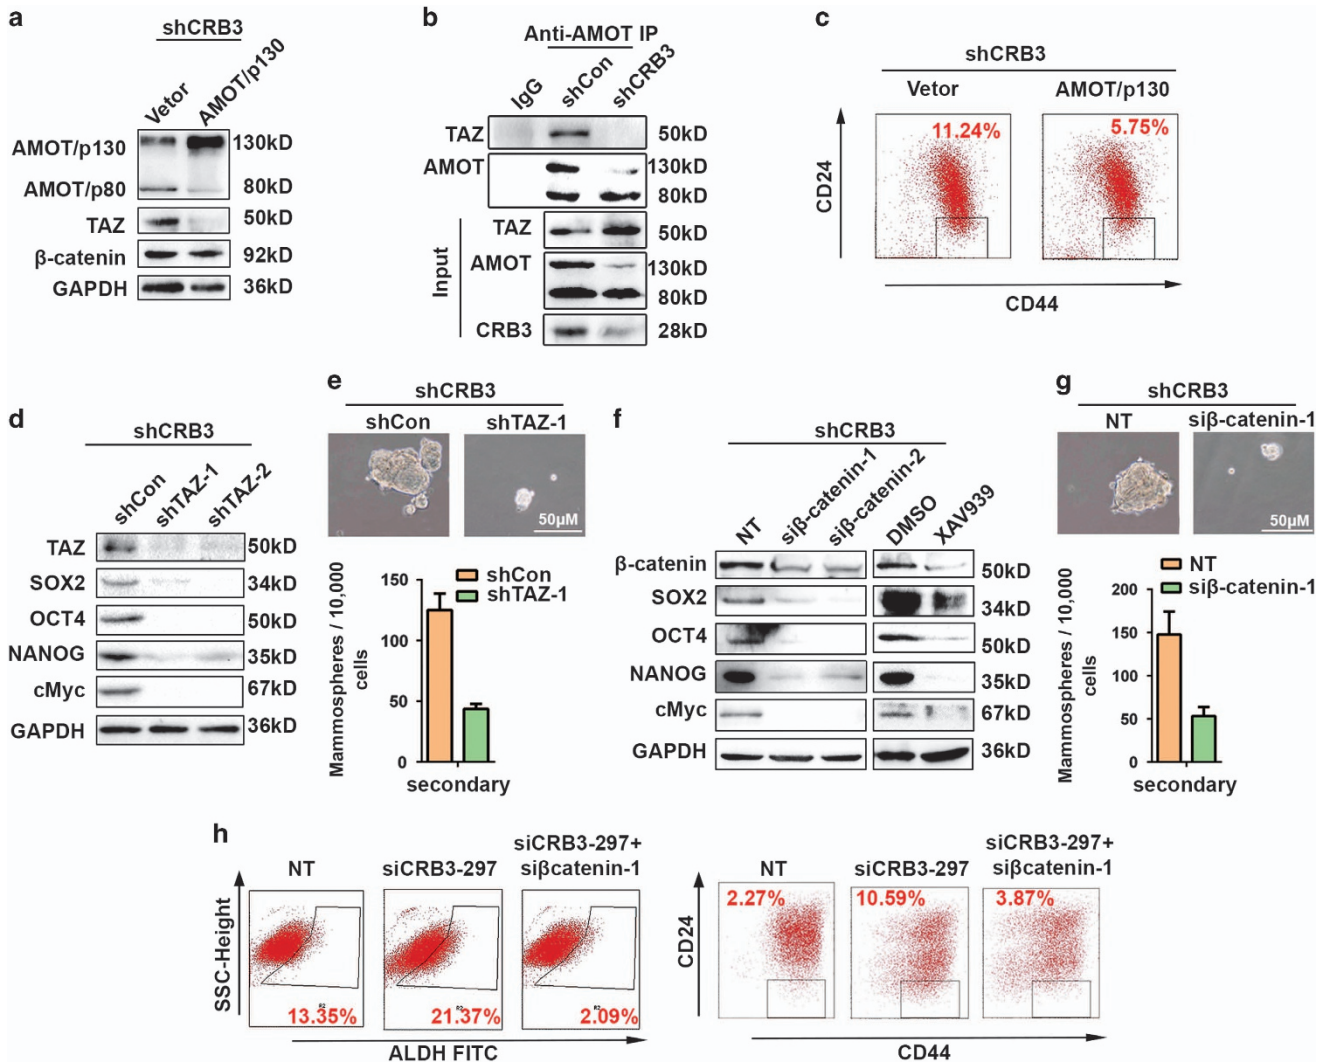 a
shCRB3
Vetor
AMOT/p130
AMOT/p130
130kD
AMOT/p80
80kD
TAZ
50kD
β-catenin
92kD
GAPDH
36kD
b
Anti-AMOT IP
IgG
shCon
shCRB3
TAZ
50kD
AMOT
130kD
80kD
Input
TAZ
50kD
AMOT
130kD
80kD
CRB3
28kD
c
shCRB3
Vetor
AMOT/p130
CD24
11.24%
5.75%
CD44
d
shCRB3
shCon
shTAZ-1
shTAZ-2
TAZ
50kD
SOX2
34kD
OCT4
50kD
NANOG
35kD
cMyc
67kD
GAPDH
36kD
e
shCRB3
shCon
shTAZ-1
50μM
Mammospheres / 10,000
cells
150
100
50
0
shCon
shTAZ-1
secondary
f
shCRB3
NT
siβ-catenin-1
siβ-catenin-2
DMSO
XAV939
β-catenin
50kD
SOX2
34kD
OCT4
50kD
NANOG
35kD
cMyc
67kD
GAPDH
36kD
g
shCRB3
NT
siβ-catenin-1
50μM
Mammospheres / 10,000
cells
200
150
100
50
0
NT
siβ-catenin-1
secondary
h
NT
siCRB3-297
siCRB3-297+
siβcatenin-1
SSC-Height
R2
13.35%
R2
21.37%
R2
2.09%
ALDH FITC
NT
siCRB3-297
siCRB3-297+
siβcatenin-1
CD24
2.27%
10.59%
3.87%
CD44